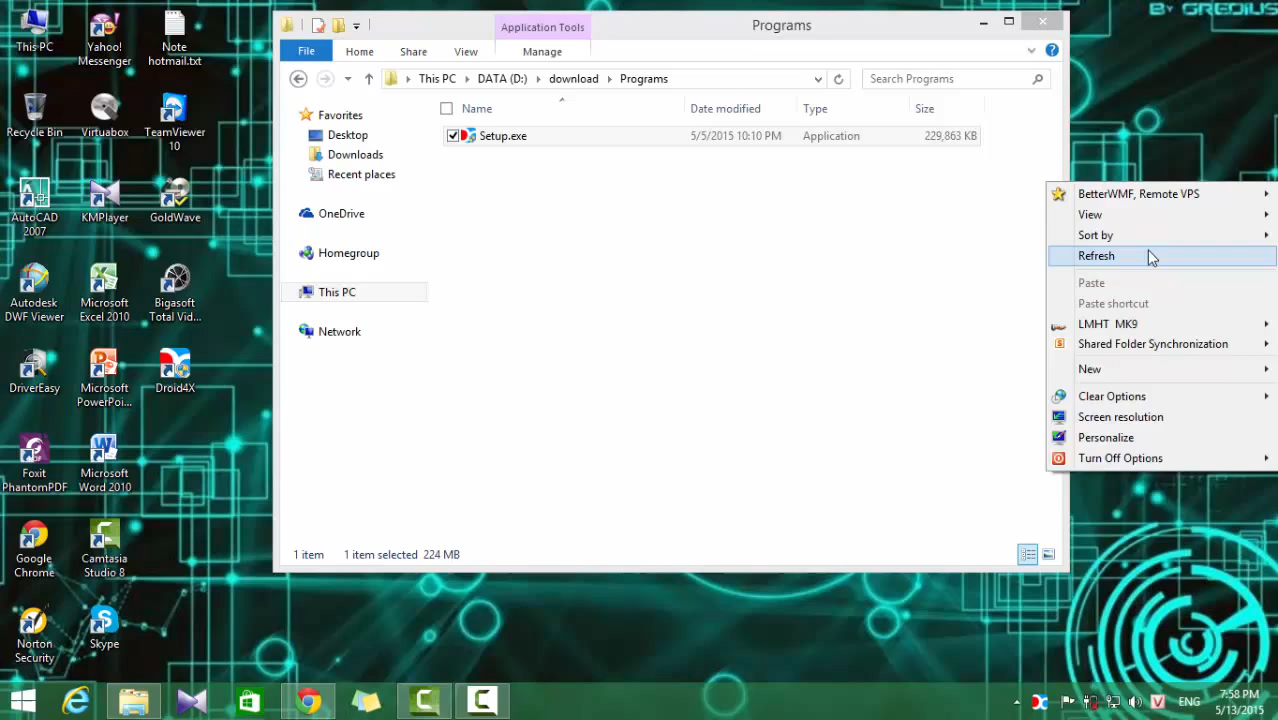 BY GREDIUS
This PC
Yahoo!
Messenger
Note
hotmail.txt
Recycle Bin
Virtuabox
TeamViewer
10
AutoCAD
2007
KMPlayer
GoldWave
Autodesk
DWF Viewer
Microsoft
Excel 2010
Bigasoft
Total Vid...
DriverEasy
Microsoft
PowerPoi...
Droid4X
Foxit
PhantomPDF
Microsoft
Word 2010
Google
Chrome
Camtasia
Studio 8
Norton
Security
Skype
Application Tools
Programs
File
Home
Share
View
Manage
This PC
DATA (D:)
download
Programs
Search Programs
Favorites
Desktop
Downloads
Recent places
OneDrive
Homegroup
This PC
Network
Name
Date modified
Type
Size
Setup.exe
5/5/2015 10:10 PM
Application
229,863 KB
1 item
1 item selected 224 MB
BetterWMF, Remote VPS
View
Sort by
Refresh
Paste
Paste shortcut
LMHT MK9
Shared Folder Synchronization
New
Clear Options
Screen resolution
Personalize
Turn Off Options
ENG
7:58 PM
5/13/2015